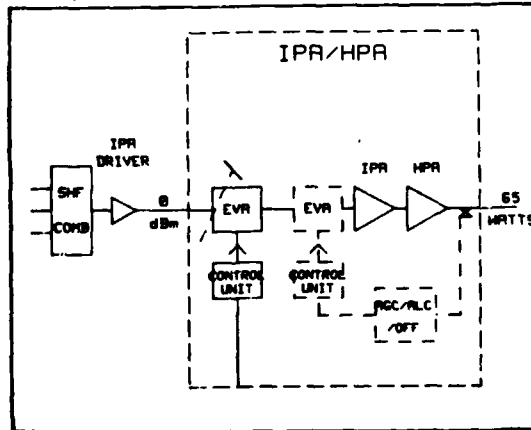 IPA/HPA
IPA
DRIVER
IPA
HPA
SHF
COMB
0
dBm
EVA
EVA
65
WATTS
CONTROL
UNIT
CONTROL
UNIT
AGC/ALC
/OFF